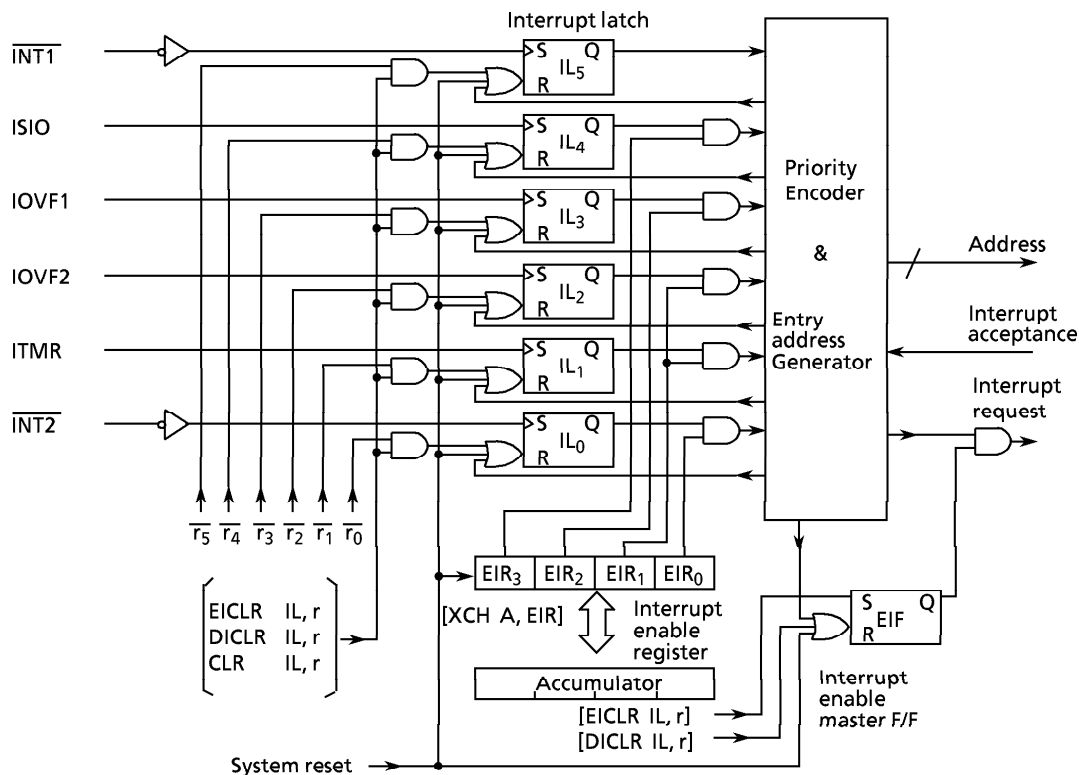 Interrupt latch
INT1
S Q
IL5
R
ISIO
S Q
IL4
R
IOVF1
S Q
IL3
R
IOVF2
S Q
IL2
R
ITMR
S Q
IL1
R
INT2
S Q
IL0
R
Priority
Encoder
&
Entry
address
Generator
Address
Interrupt
acceptance
Interrupt
request
r5 r4 r3 r2 r1 r0
EIR3 EIR2 EIR1 EIR0
[XCH A, EIR]
Interrupt
enable
register
EICLR IL, r
DICLR IL, r
CLR IL, r
S Q
EIF
R
Accumulator
[EICLR IL, r]
[DICLR IL, r]
Interrupt
enable
master F/F
System reset